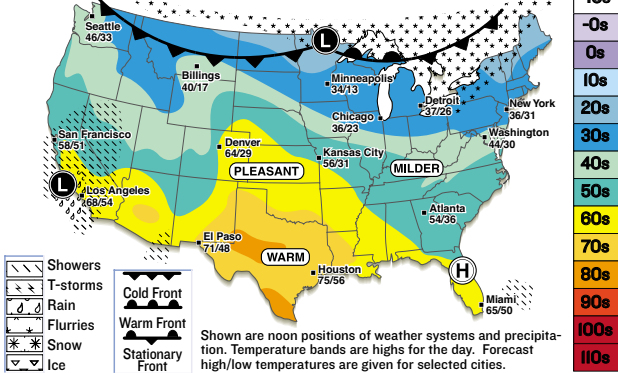 Seattle
46/33
L
Billings
40/17
Minneapolis
34/13
Detroit
37/26
New York
36/31
Chicago
36/23
Washington
44/30
San Francisco
58/51
Denver
64/29
Kansas City
56/31
PLEASANT
MILDER
L
Los Angeles
68/54
Atlanta
54/36
El Paso
71/48
WARM
H
Houston
75/56
Miami
65/50
Showers
T-storms
Rain
Flurries
Snow
Ice
Cold Front
Warm Front
Stationary
Front
Shown are noon positions of weather systems and precipita-
tion. Temperature bands are highs for the day. Forecast
high/low temperatures are given for selected cities.
-0s
0s
10s
20s
30s
40s
50s
60s
70s
80s
90s
100s
110s